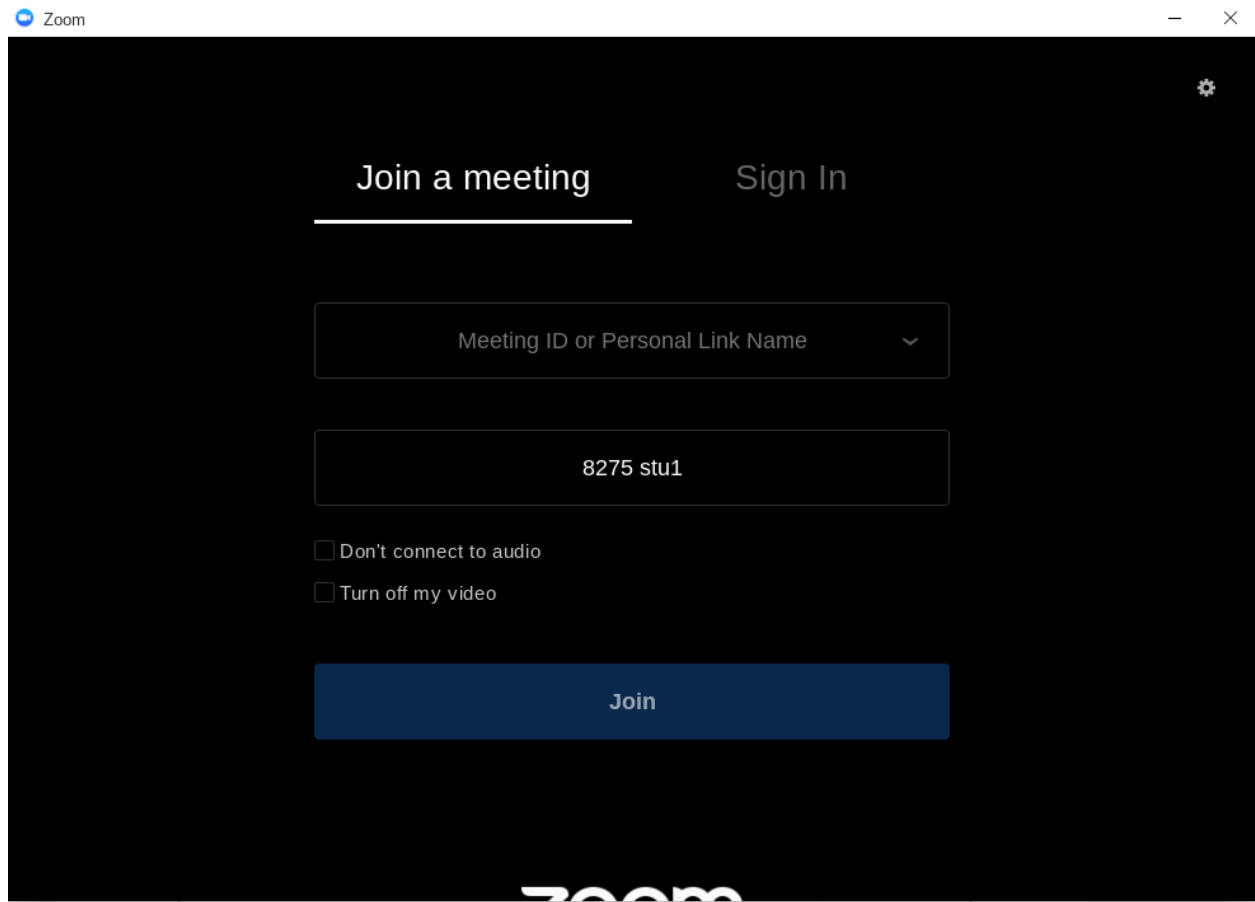 Zoom
Join a meeting
Sign In
Meeting ID or Personal Link Name
8275 stu1
Don't connect to audio
Turn off my video
Join
zoom